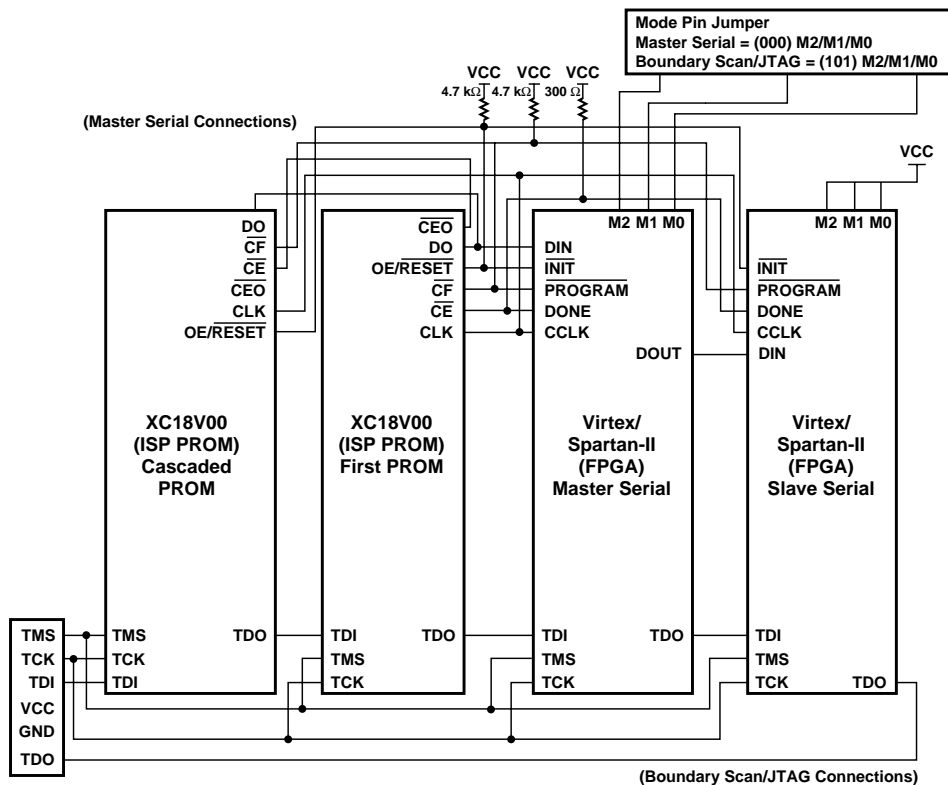 Mode Pin Jumper
Master Serial = (000) M2/M1/M0
Boundary Scan/JTAG = (101) M2/M1/M0
VCC VCC VCC
4.7 kΩ 4.7 kΩ 300 Ω
(Master Serial Connections)
VCC
DO
CF
CE
CEO
CLK
OE/RESET
XC18V00
(ISP PROM)
Cascaded
PROM
TMS
TCK
TDI
TDO
CEO
DO
OE/RESET
CF
CE
CLK
XC18V00
(ISP PROM)
First PROM
TDI
TMS
TCK
TDO
M2 M1 M0
DIN
INIT
PROGRAM
DONE
CCLK
DOUT
Virtex/
Spartan-II
(FPGA)
Master Serial
TDI
TMS
TCK
TDO
M2 M1 M0
INIT
PROGRAM
DONE
CCLK
DIN
Virtex/
Spartan-II
(FPGA)
Slave Serial
TDI
TMS
TCK
TDO
TMS
TCK
TDI
VCC
GND
TDO
(Boundary Scan/JTAG Connections)